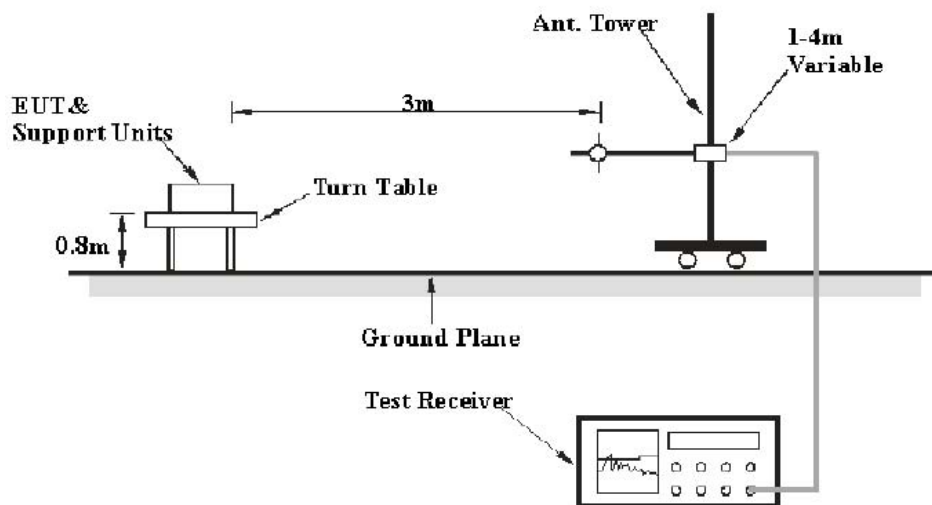 Ant. Tower
1-4m
Variable
EUT&
Support Units
3m
Turn Table
0.8m
Ground Plane
Test Receiver